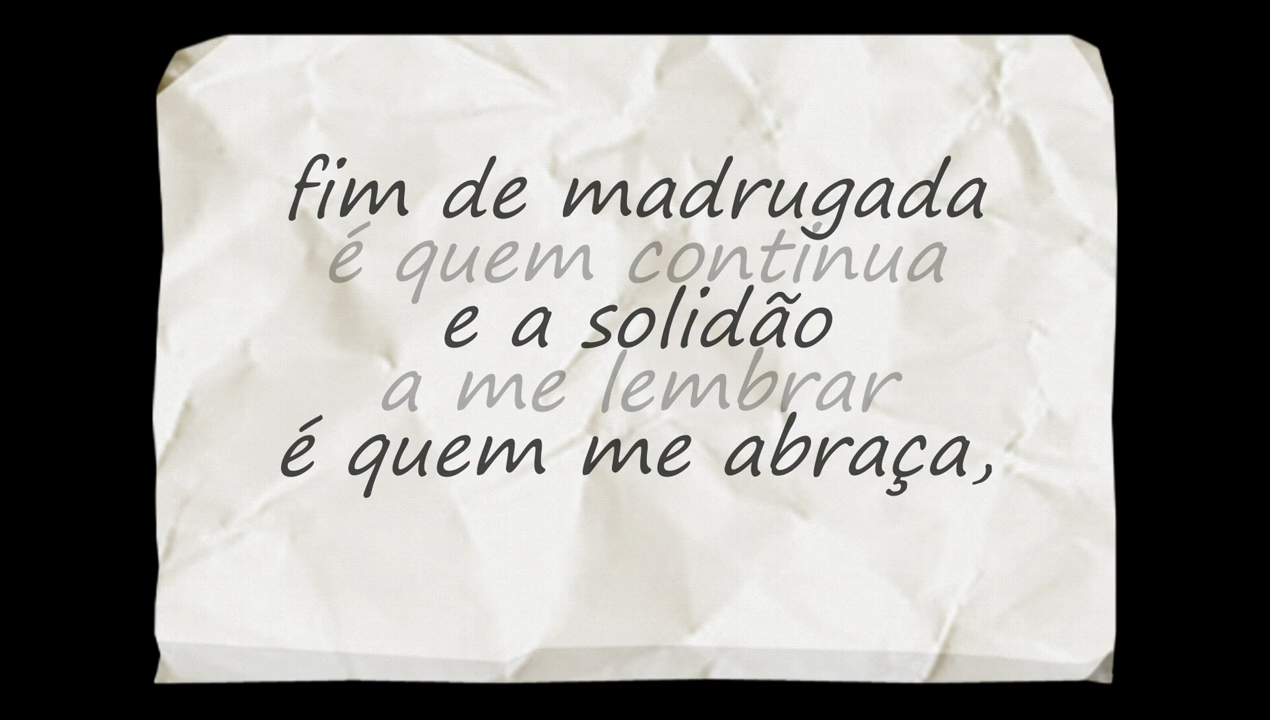 fim de madrugada
é quem continua
e a solidão
a me lembrar
é quem me abraça,